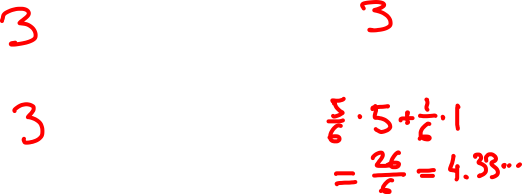 3 3
3 5/6 · 5 + 1/6 · 1
= 26/6 = 4.33...